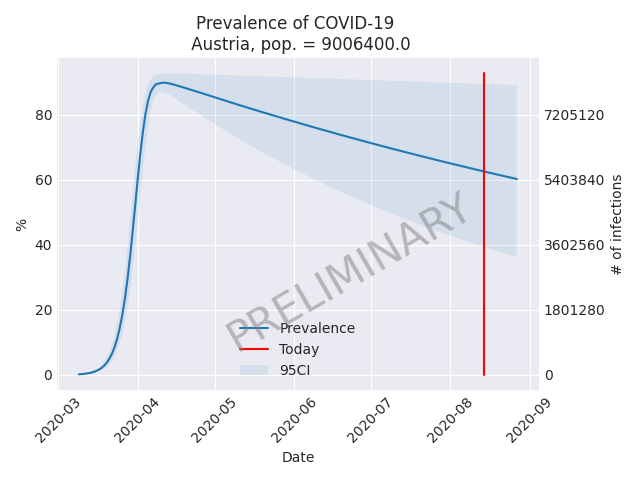 Prevalence of COVID-19
Austria, pop. = 9006400.0
%
80
60
40
20
0
7205120
5403840
3602560
1801280
0
# of infections
PRELIMINARY
Prevalence
Today
95CI
2020-03
2020-04
2020-05
2020-06
2020-07
2020-08
2020-09
Date